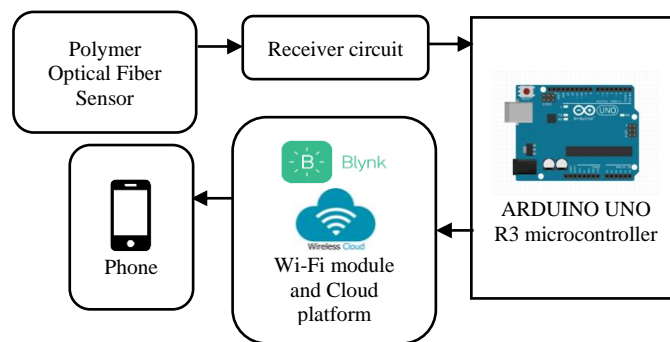 Polymer
Optical Fiber
Sensor
Receiver circuit
UNO
ARDUINO UNO
R3 microcontroller
B Blynk
Wireless Cloud
Wi-Fi module
and Cloud
platform
Phone